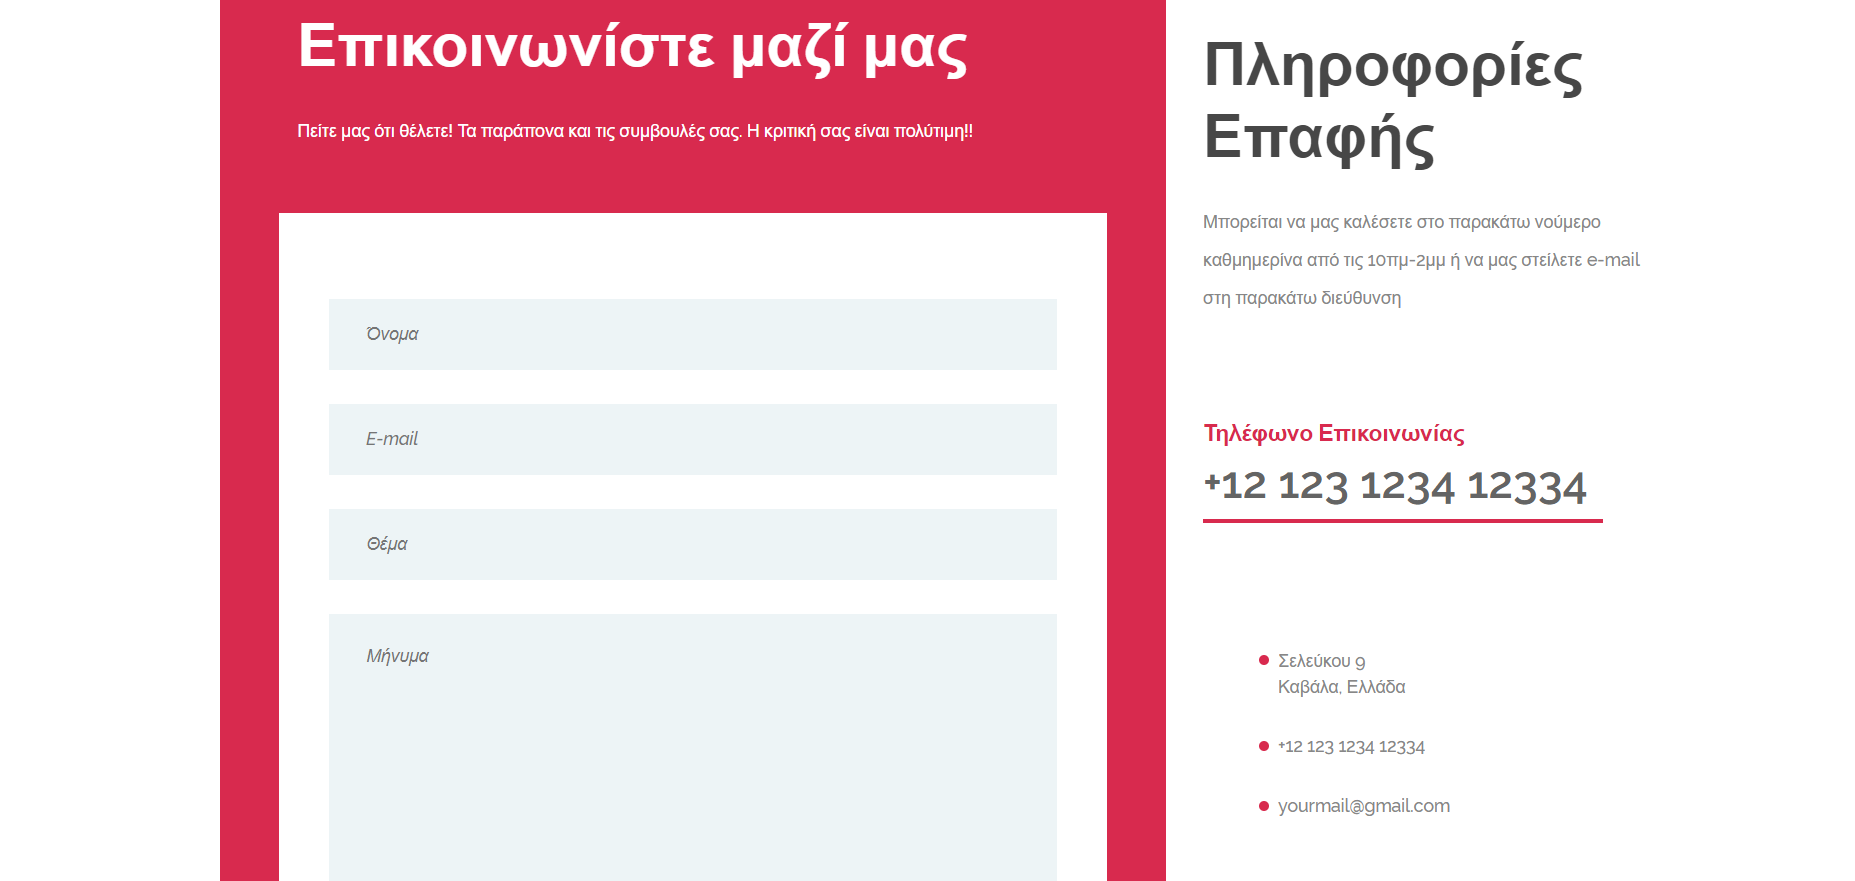 Επικοινωνίστε μαζί μας
Πείτε μας ότι θέλετε! Τα παράπονα και τις συμβουλές σας. Η κριτική σας είναι πολύτιμη!!
Όνομα
E-mail
Θέμα
Μήνυμα
Πληροφορίες
Επαφής
Μπορείται να μας καλέσετε στο παρακάτω νούμερο
καθμημερίνα από τις 10πμ-2μμ ή να μας στείλετε e-mail
στη παρακάτω διεύθυνση
Τηλέφωνο Επικοινωνίας
+12 123 1234 12334
Σελεύκου 9
Καβάλα, Ελλάδα
+12 123 1234 12334
yourmail@gmail.com